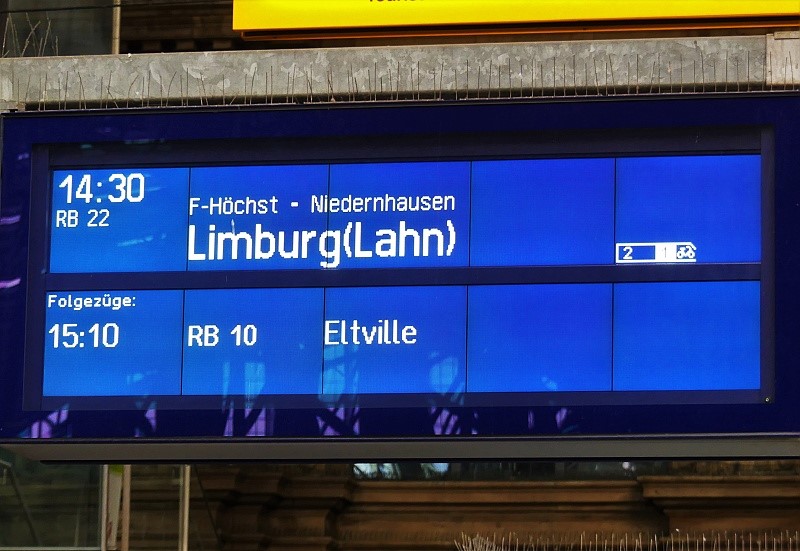 14:30
RB 22
F-Höchst - Niedernhausen
Limburg(Lahn)
2 1
Folgezüge:
15:10 RB 10 Eltville